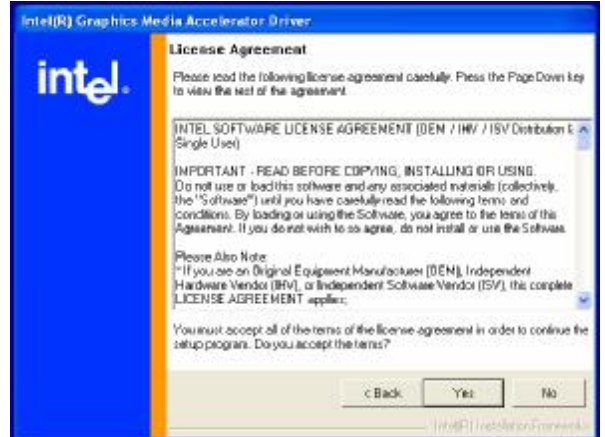 Intel(R) Graphics Media Accelerator Driver
intel.
License Agreement
Please read the following license agreement carefully. Press the Page Down key
to view the rest of the agreement
INTEL SOFTWARE LICENSE AGREEMENT (OEM / IHV / ISV Distribution &
Single User)
IMPORTANT - READ BEFORE COPYING, INSTALLING OR USING.
Do not use or load this software and any associated materials (collectively,
the "Software") until you have carefully read the following terms and
conditions. By loading or using the Software, you agree to the terms of this
Agreement. If you do not wish to so agree, do not install or use the Software.
Please Also Note:
*If you are an Original Equipment Manufacturer (OEM), Independent
Hardware Vendor (IHV), or Independent Software Vendor (ISV), this complete
LICENSE AGREEMENT applies;
You must accept all of the terms of the license agreement in order to continue the
setup program. Do you accept the terms?
< Back
Yes
No
Intel(R) Installation Framework